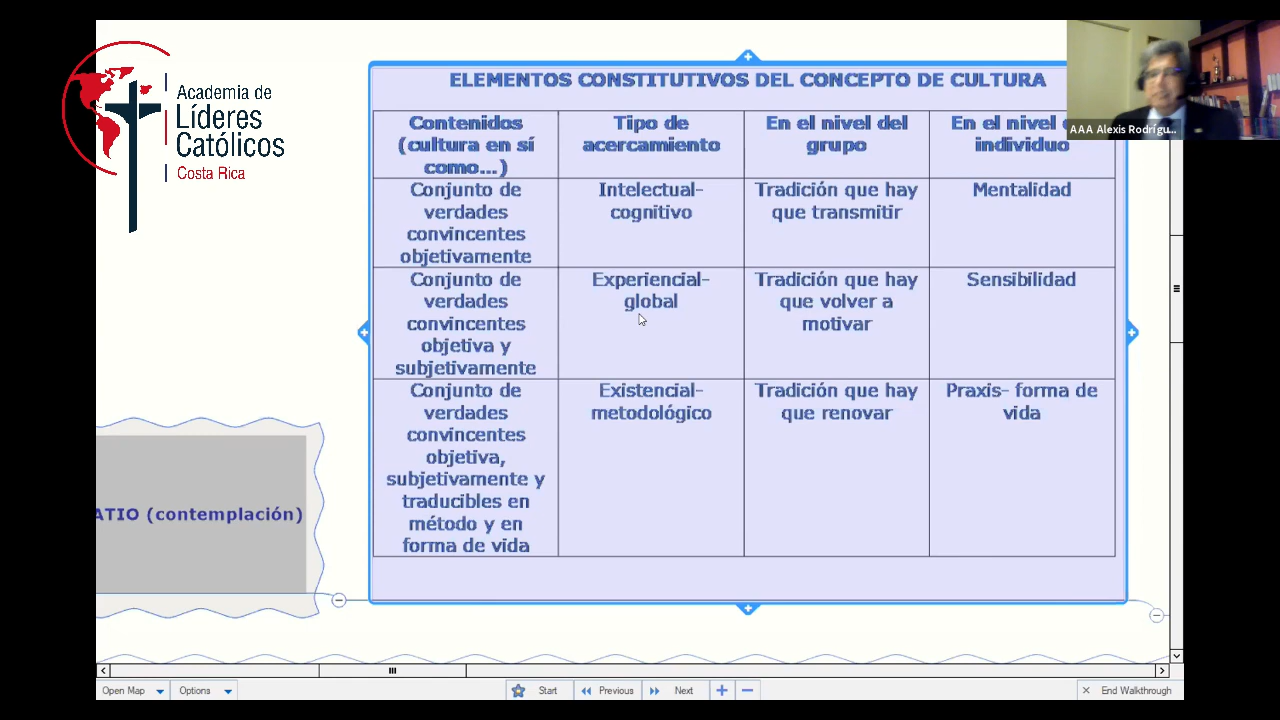 Academia de
Líderes
Católicos
Costa Rica
AAA Alexis Rodrígu...
ELEMENTOS CONSTITUTIVOS DEL CONCEPTO DE CULTURA
Contenidos
(cultura en sí
como...)
Tipo de
acercamiento
En el nivel del
grupo
En el nivel
individuo
Conjunto de
verdades
convincentes
objetivamente
Intelectual-
cognitivo
Tradición que hay
que transmitir
Mentalidad
Conjunto de
verdades
convincentes
objetiva y
subjetivamente
Experiencial-
global
Tradición que hay
que volver a
motivar
Sensibilidad
Conjunto de
verdades
convincentes
objetiva,
subjetivamente y
traducibles en
método y en
forma de vida
Existencial-
metodológico
Tradición que hay
que renovar
Praxis- forma de
vida
ATIO (contemplación)
Open Map
Options
Start
Previous
Next
End Walkthrough